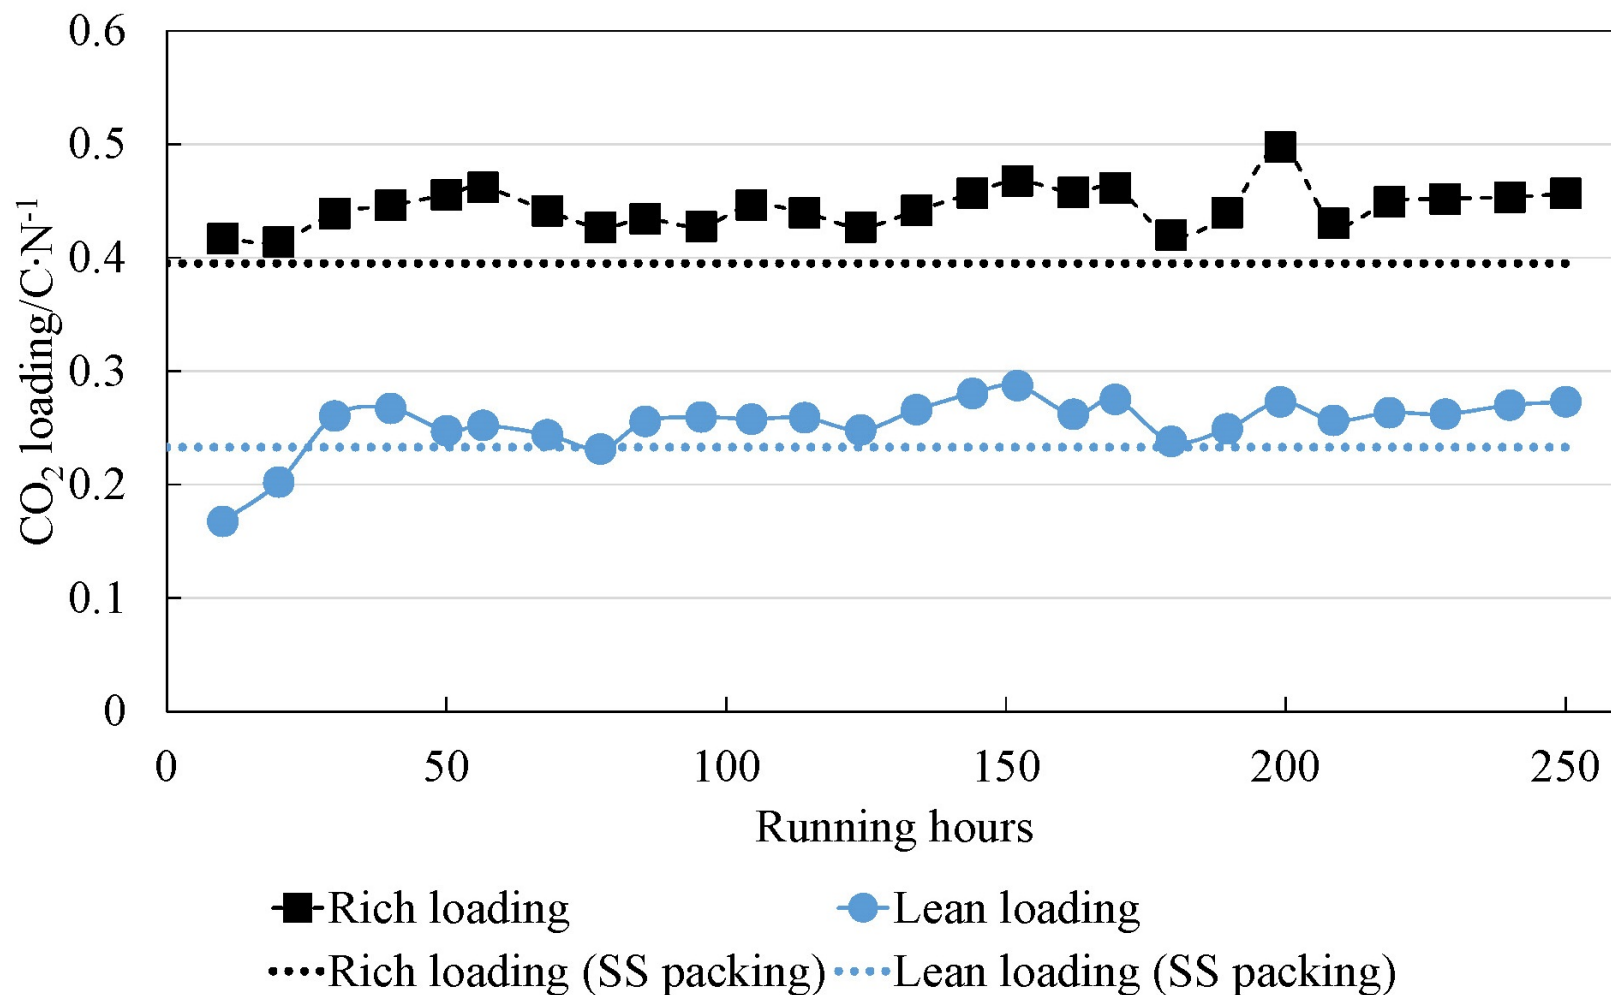 0.6
0.5
0.4
0.3
0.2
0.1
0
CO₂ loading/C·N⁻¹
0 50 100 150 200 250
Running hours
Rich loading
Lean loading
Rich loading (SS packing)
Lean loading (SS packing)